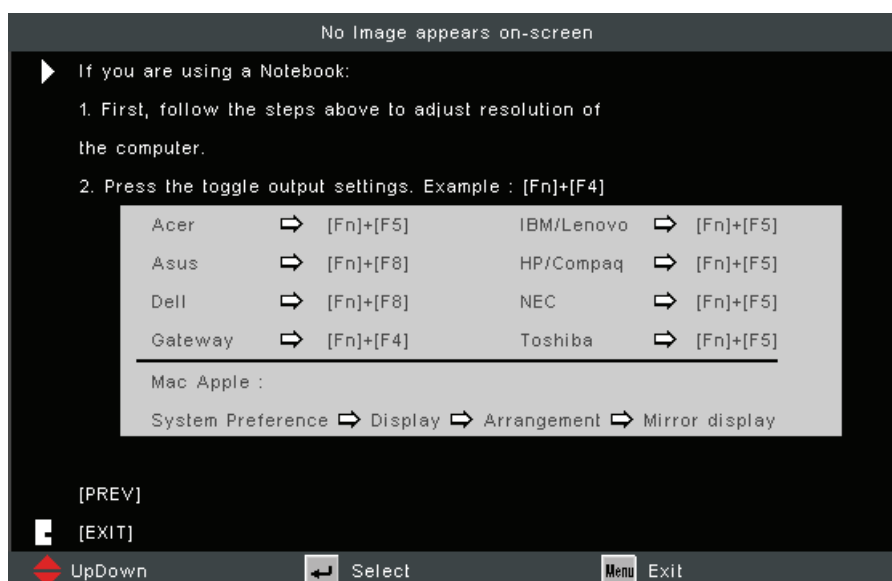 No Image appears on-screen
If you are using a Notebook:
1. First, follow the steps above to adjust resolution of
the computer.
2. Press the toggle output settings. Example : [Fn]+[F4]
Acer ⇨ [Fn]+[F5] IBM/Lenovo ⇨ [Fn]+[F5]
Asus ⇨ [Fn]+[F8] HP/Compaq ⇨ [Fn]+[F5]
Dell ⇨ [Fn]+[F8] NEC ⇨ [Fn]+[F5]
Gateway ⇨ [Fn]+[F4] Toshiba ⇨ [Fn]+[F5]
Mac Apple :
System Preference ⇨ Display ⇨ Arrangement ⇨ Mirror display
[PREV]
[EXIT]
UpDown Select Menu Exit